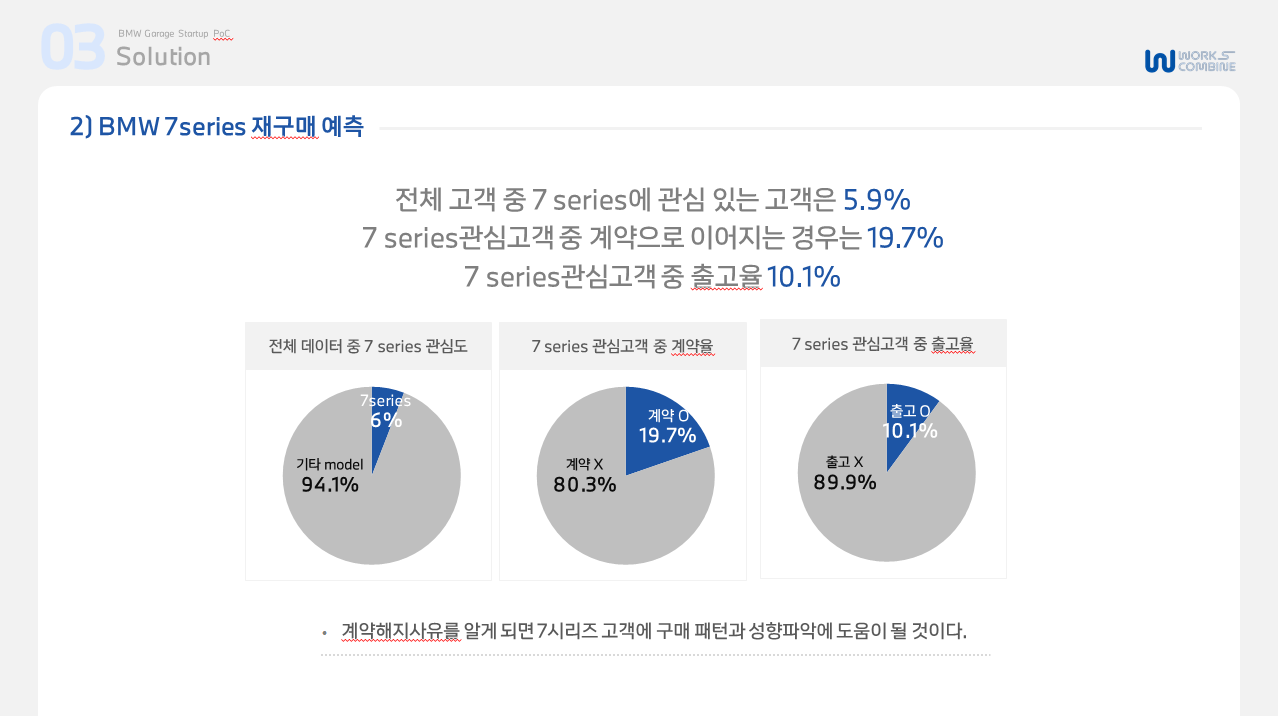 03
BMW Garage Startup PoC
Solution
WORKS
COMBINE
2) BMW 7series 재구매 예측
전체 고객 중 7 series에 관심 있는 고객은 5.9%
7 series관심고객 중 계약으로 이어지는 경우는 19.7%
7 series관심고객 중 출고율 10.1%
전체 데이터 중 7 series 관심도
7series
6%
기타 model
94.1%
7 series 관심고객 중 계약율
계약 O
19.7%
계약 X
80.3%
7 series 관심고객 중 출고율
출고 O
10.1%
출고 X
89.9%
• 계약해지사유를 알게 되면 7시리즈 고객에 구매 패턴과 성향파악에 도움이 될 것이다.